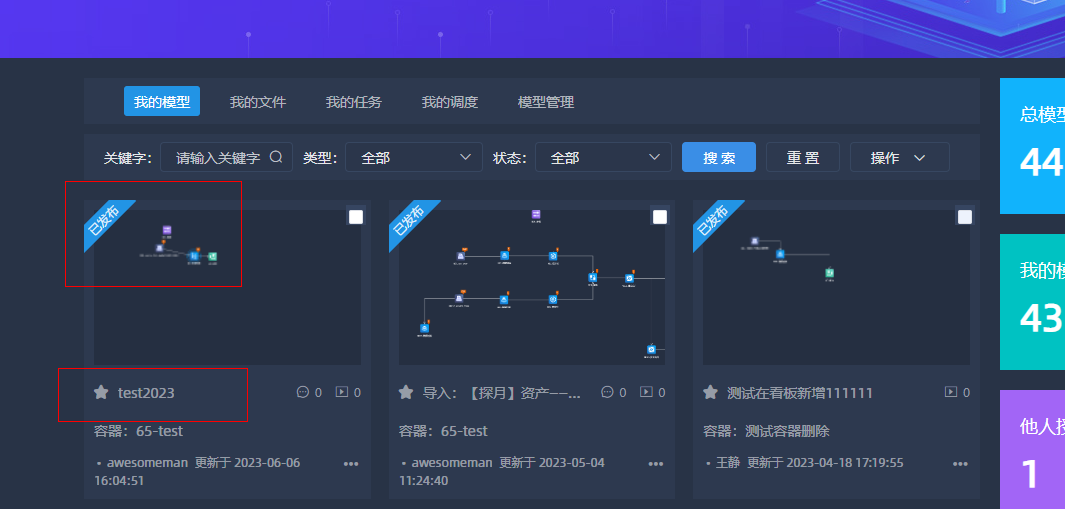 我的模型 我的文件 我的任务 我的调度 模型管理
关键字： 请输入关键字 类型： 全部 状态： 全部 搜 索 重 置 操作
总模型
44
我的模
43
他人授
1
已发布
test2023 0 0
容器：65-test
• awesomeman 更新于 2023-06-06
16:04:51
已发布
导入：【探月】资产——... 0 0
容器：65-test
• awesomeman 更新于 2023-05-04
11:24:40
已发布
测试在看板新增111111 0
容器：测试容器删除
• 王静 更新于 2023-04-18 17:19:55